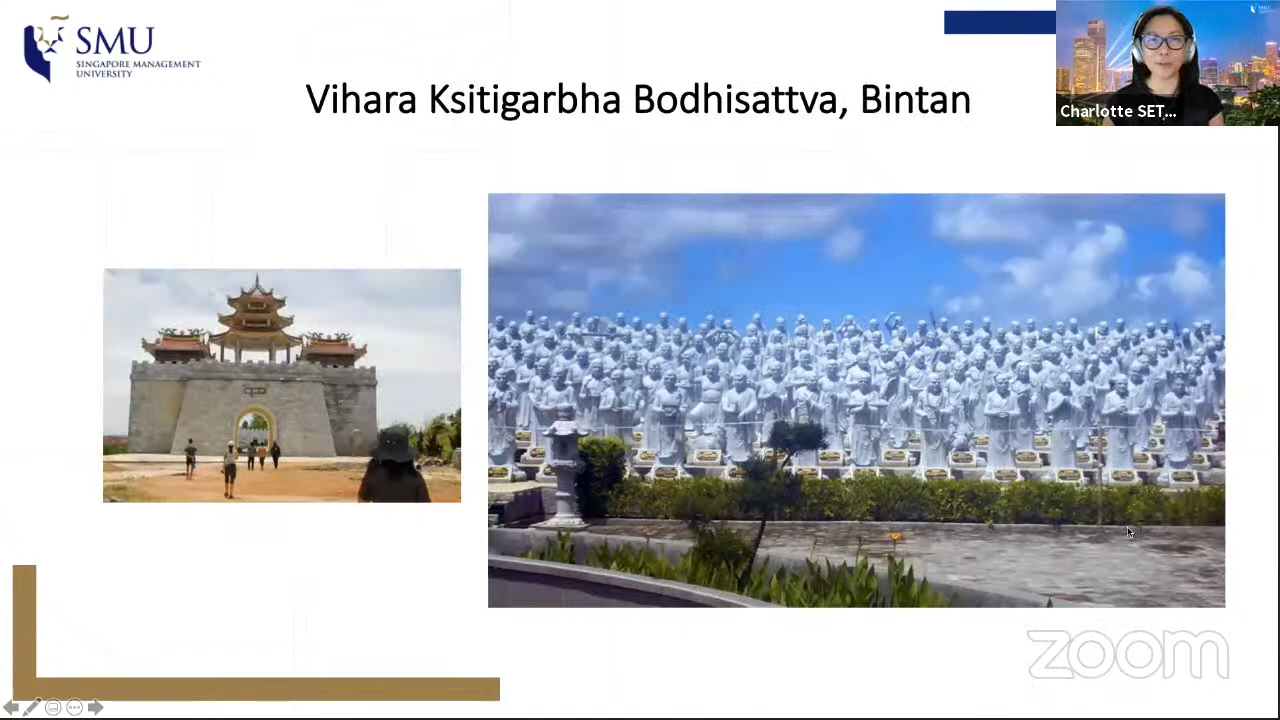 SMU
SINGAPORE MANAGEMENT
UNIVERSITY
Vihara Ksitigarbha Bodhisattva, Bintan
Charlotte SET...
zoom